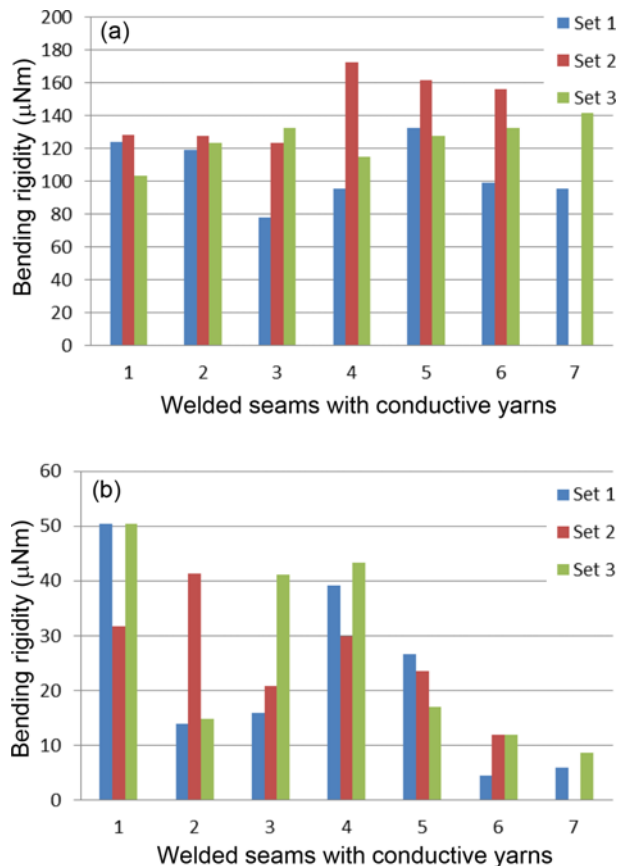 (a)
200
180
160
140
120
100
80
60
40
20
0
Bending rigidity (µNm)
Set 1
Set 2
Set 3
1 2 3 4 5 6 7
Welded seams with conductive yarns
(b)
60
50
40
30
20
10
0
Bending rigidity (µNm)
Set 1
Set 2
Set 3
1 2 3 4 5 6 7
Welded seams with conductive yarns